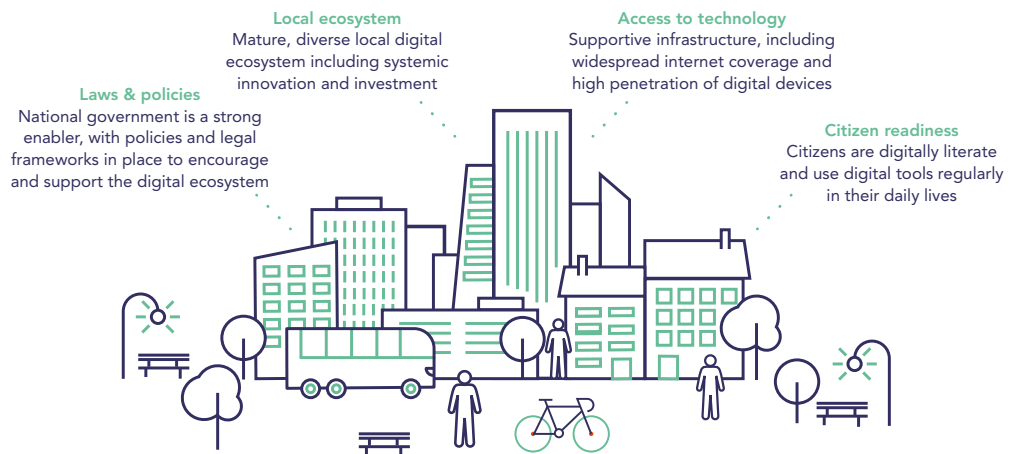 Local ecosystem
Mature, diverse local digital
ecosystem including systemic
innovation and investment
Access to technology
Supportive infrastructure, including
widespread internet coverage and
high penetration of digital devices
Laws & policies
National government is a strong
enabler, with policies and legal
frameworks in place to encourage
and support the digital ecosystem
Citizen readiness
Citizens are digitally literate
and use digital tools regularly
in their daily lives